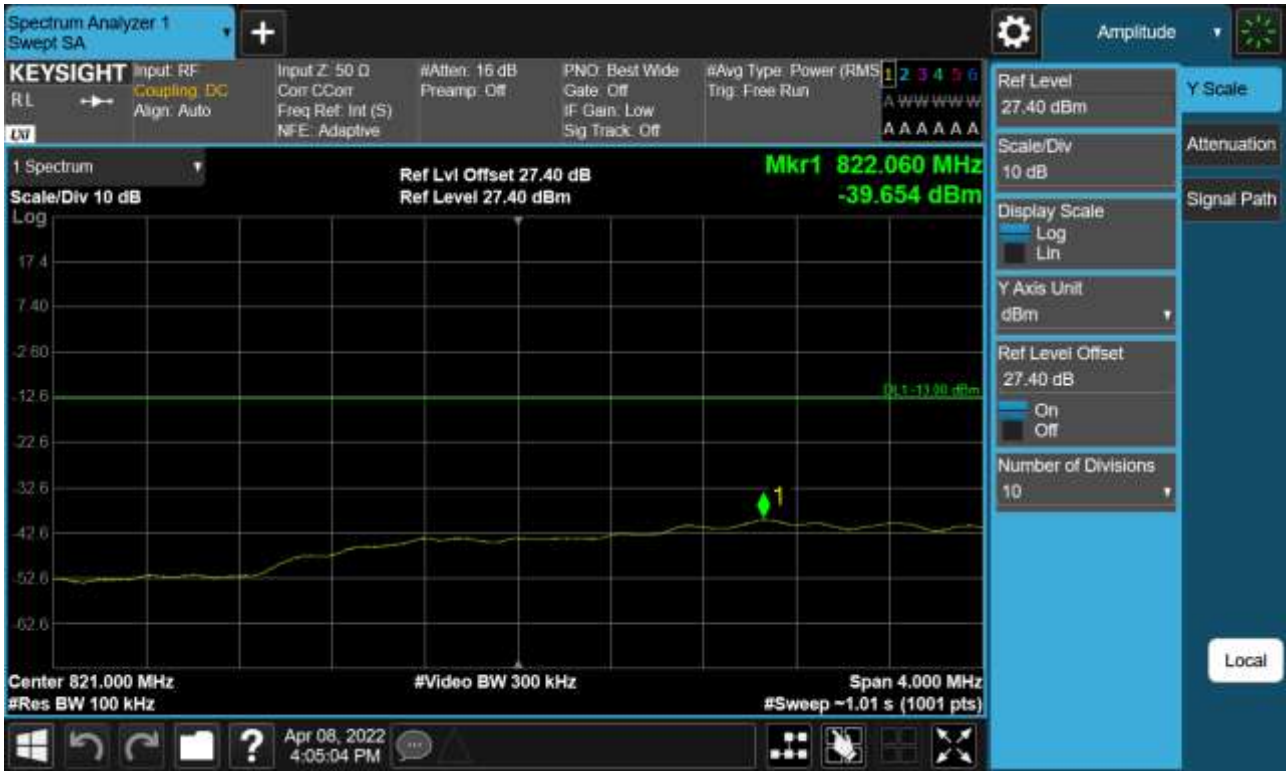 Spectrum Analyzer 1
Swept SA
+
Amplitude
KEYSIGHT
RL
Input: RF
Coupling: DC
Align: Auto
Input Z: 50 Ω
Corr CCorr
Freq Ref: Int (S)
NFE: Adaptive
#Atten: 16 dB
Preamp: Off
PNO: Best Wide
Gate: Off
IF Gain: Low
Sig Track: Off
#Avg Type: Power (RMS
Trig: Free Run
1 2 3 4 5 6
A W W W W W
A A A A A A
1 Spectrum
Scale/Div 10 dB
Ref Lvl Offset 27.40 dB
Ref Level 27.40 dBm
Mkr1 822.060 MHz
-39.654 dBm
Log
17.4
7.40
-2.60
-12.6
-22.6
-32.6
-42.6
-52.6
-62.6
DL1 -13.00 dBm
1
Center 821.000 MHz
#Res BW 100 kHz
#Video BW 300 kHz
Span 4.000 MHz
#Sweep ~1.01 s (1001 pts)
Ref Level
27.40 dBm
Scale/Div
10 dB
Display Scale
Log
Lin
Y Axis Unit
dBm
Ref Level Offset
27.40 dB
On
Off
Number of Divisions
10
Y Scale
Attenuation
Signal Path
Local
?
Apr 08, 2022
4:05:04 PM